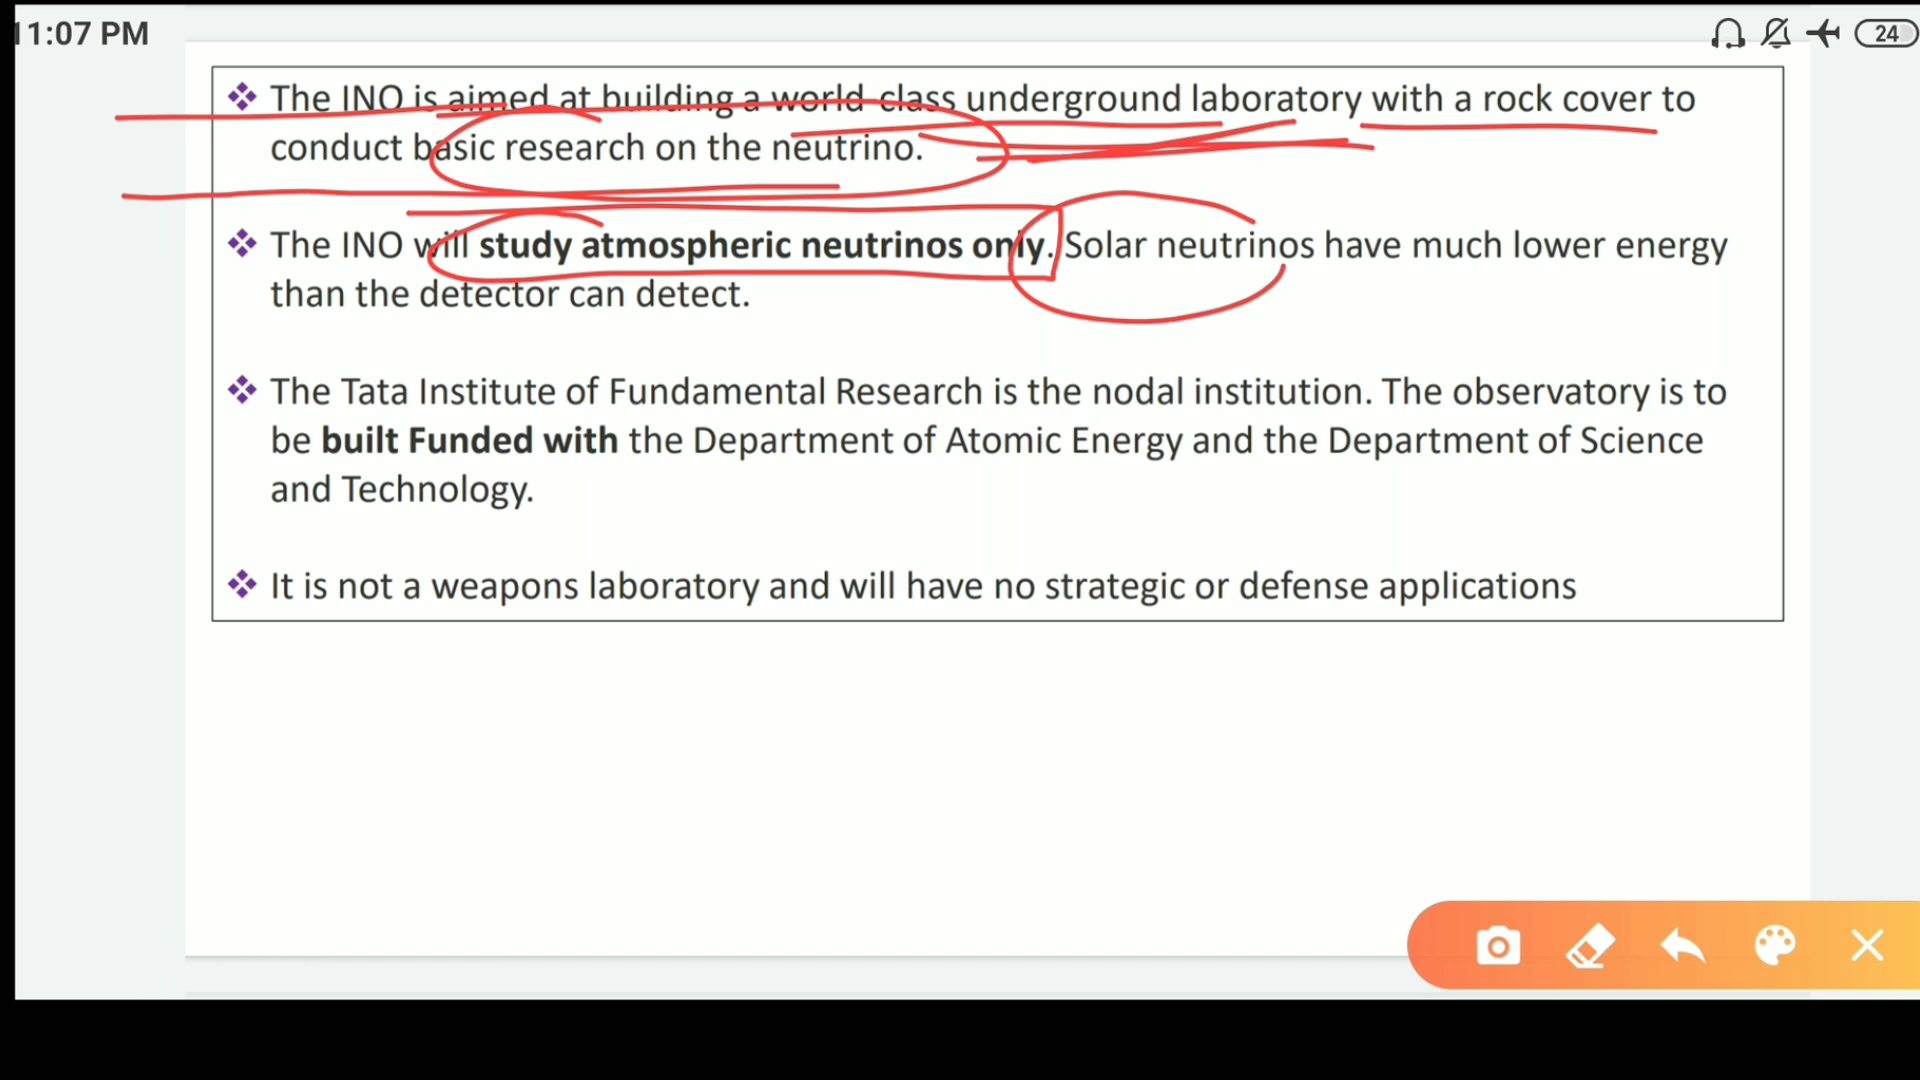 11:07 PM
24
❖ The INO is aimed at building a world-class underground laboratory with a rock cover to
conduct basic research on the neutrino.
❖ The INO will study atmospheric neutrinos only. Solar neutrinos have much lower energy
than the detector can detect.
❖ The Tata Institute of Fundamental Research is the nodal institution. The observatory is to
be built Funded with the Department of Atomic Energy and the Department of Science
and Technology.
❖ It is not a weapons laboratory and will have no strategic or defense applications